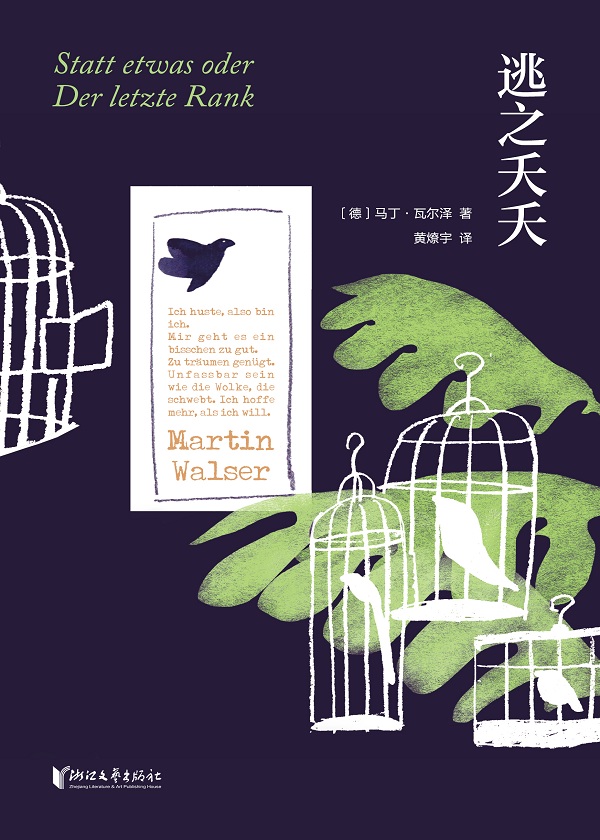 Statt etwas oder
Der letzte Rank
逃之夭夭
[德]马丁·瓦尔泽 著
黄燎宇 译
Ich huste, also bin
ich.
Mir geht es ein
bisschen zu gut.
Zu träumen genügt.
Unfassbar sein
wie die Wolke, die
schwebt. Ich hoffe
mehr, als ich will.
Martin
Walser
浙江文艺出版社
Zhejiang Literature & Art Publishing House